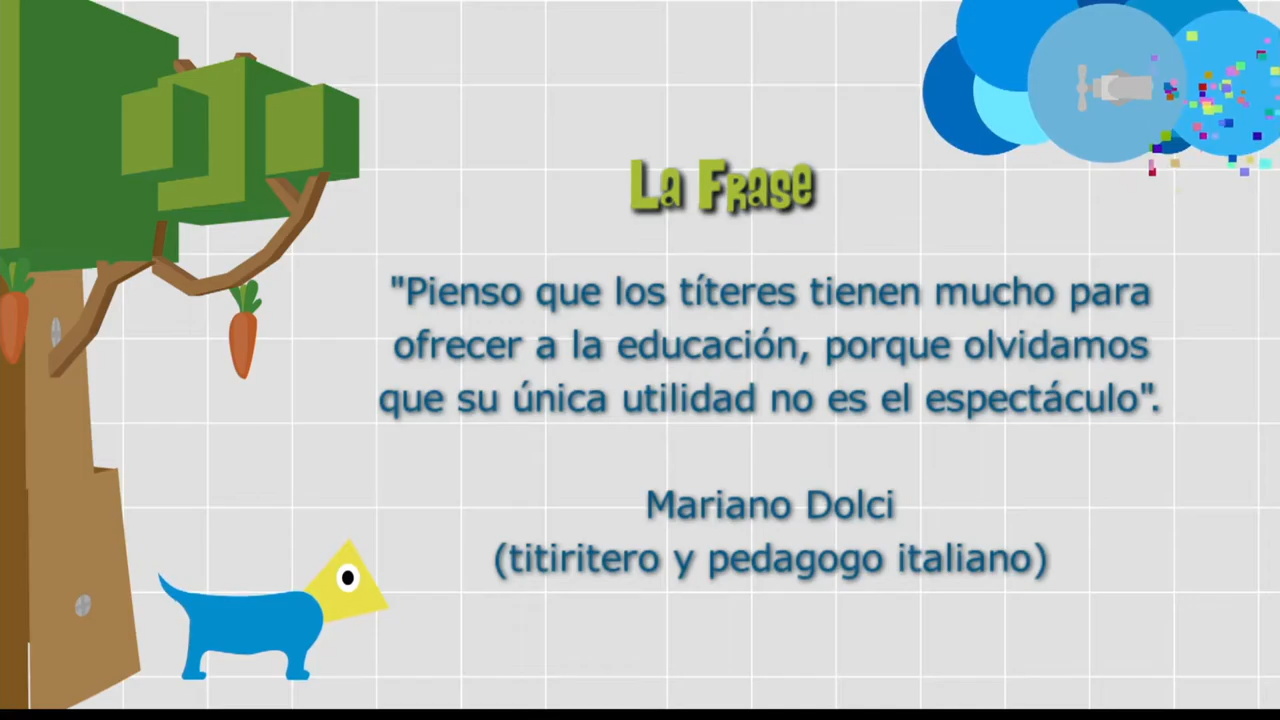 La Frase
"Pienso que los títeres tienen mucho para
ofrecer a la educación, porque olvidamos
que su única utilidad no es el espectáculo".
Mariano Dolci
(titiritero y pedagogo italiano)